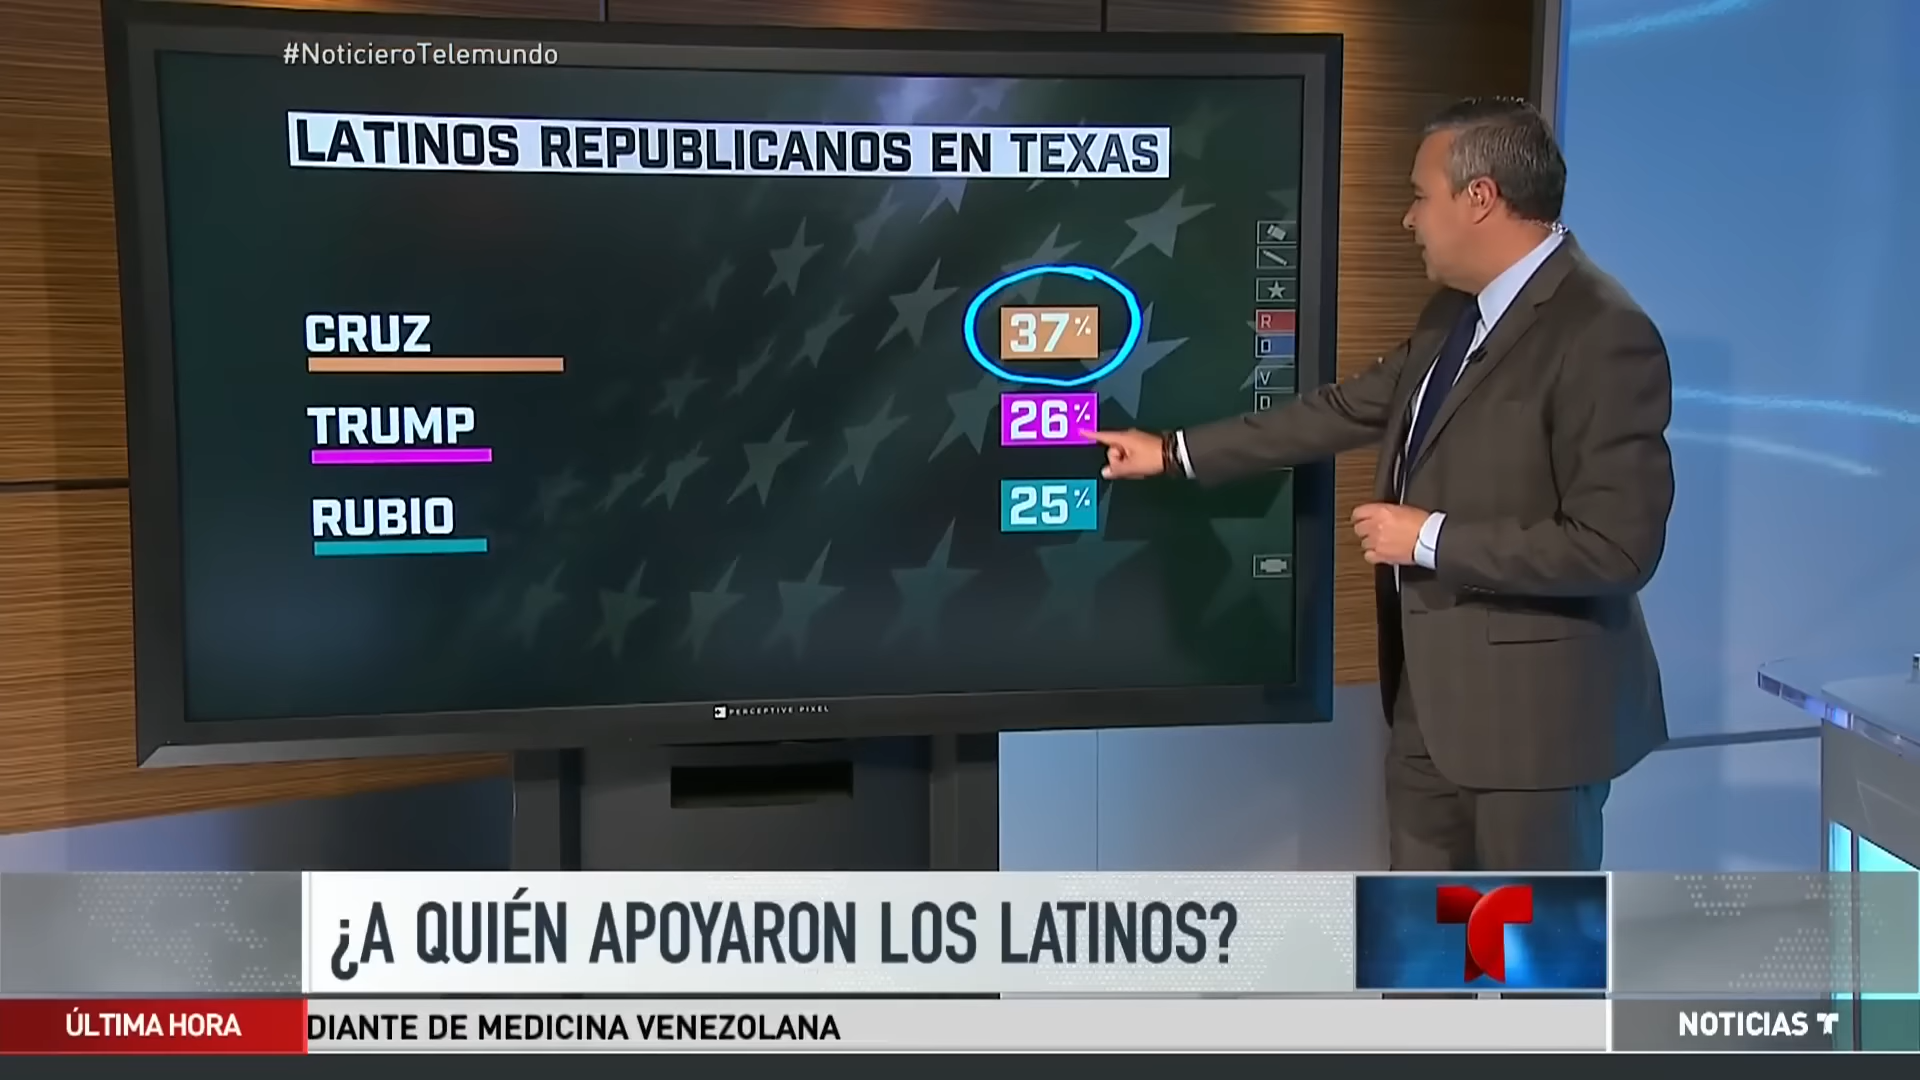 #NoticieroTelemundo
LATINOS REPUBLICANOS EN TEXAS
CRUZ 37%
TRUMP 26%
RUBIO 25%
R
D
V
D
PERCEPTIVE PIXEL
¿A QUIÉN APOYARON LOS LATINOS?
ÚLTIMA HORA DIANTE DE MEDICINA VENEZOLANA NOTICIAS T